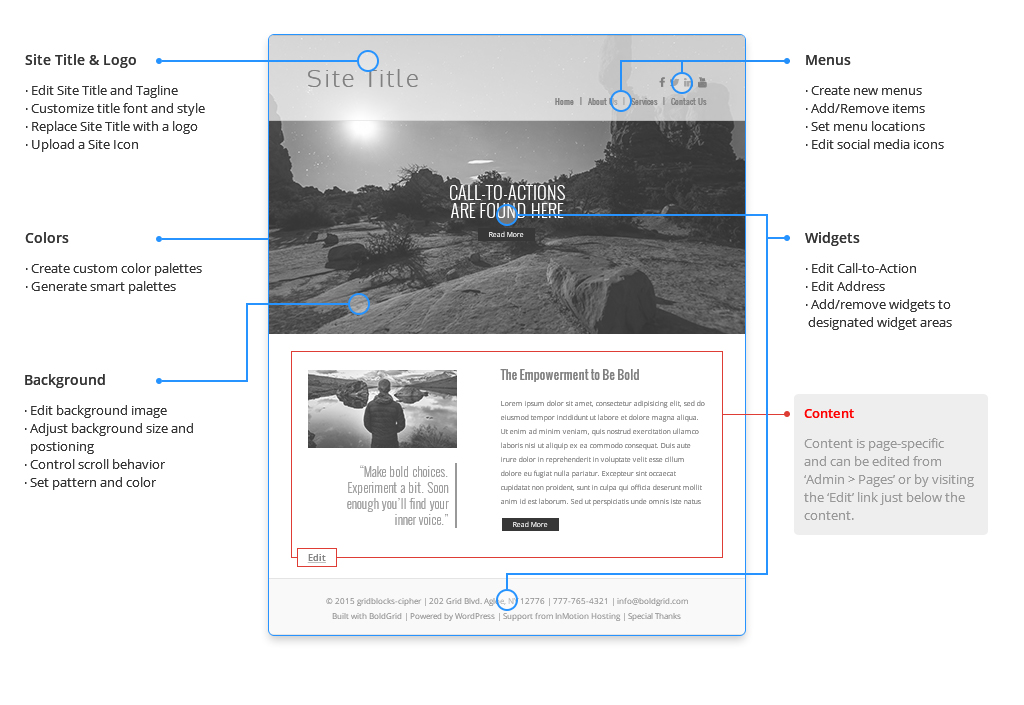 Site Title & Logo
· Edit Site Title and Tagline
· Customize title font and style
· Replace Site Title with a logo
· Upload a Site Icon
Colors
· Create custom color palettes
· Generate smart palettes
Background
· Edit background image
· Adjust background size and
postioning
· Control scroll behavior
· Set pattern and color
Site Title
Home | About Us | Services | Contact Us
CALL-TO-ACTIONS
ARE FOUND HERE
Read More
“Make bold choices.
Experiment a bit. Soon
enough you'll find your
inner voice.”
The Empowerment to Be Bold
Lorem ipsum dolor sit amet, consectetur adipisicing elit, sed do
eiusmod tempor incididunt ut labore et dolore magna aliqua.
Ut enim ad minim veniam, quis nostrud exercitation ullamco
laboris nisi ut aliquip ex ea commodo consequat. Duis aute
irure dolor in reprehenderit in voluptate velit esse cillum
dolore eu fugiat nulla pariatur. Excepteur sint occaecat
cupidatat non proident, sunt in culpa qui officia deserunt mollit
anim id est laborum. Sed ut perspiciatis unde omnis iste natus
Read More
Edit
© 2015 gridblocks-cipher | 202 Grid Blvd. NY 12776 | 777-765-4321 | info@boldgrid.com
Built with BoldGrid | Powered by WordPress | Support from InMotion Hosting | Special Thanks
Menus
· Create new menus
· Add/Remove items
· Set menu locations
· Edit social media icons
Widgets
· Edit Call-to-Action
· Edit Address
· Add/remove widgets to
designated widget areas
Content
Content is page-specific
and can be edited from
‘Admin > Pages’ or by visiting
the ‘Edit’ link just below the
content.